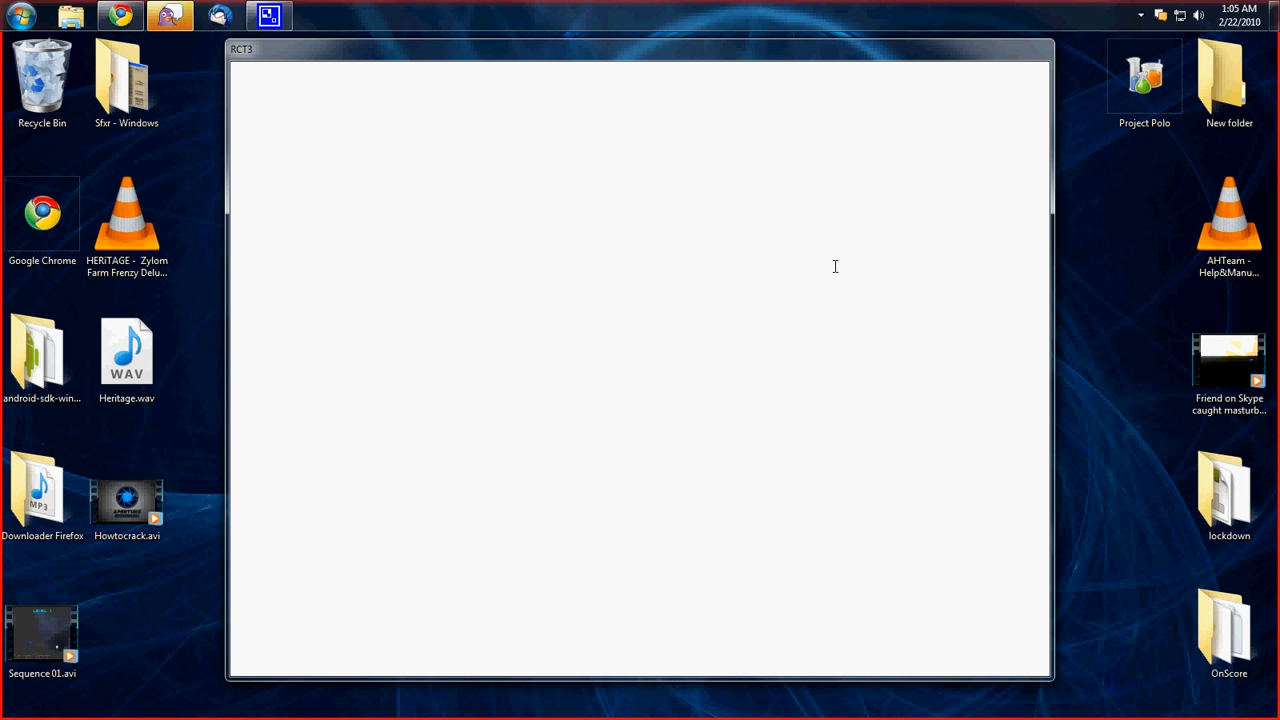 1:05 AM
2/22/2010
RCT3
Recycle Bin
Sfxr - Windows
Project Polo
New folder
Google Chrome
HERiTAGE - Zylom
Farm Frenzy Delu...
AHTeam -
Help&Manu...
WAV
android-sdk-win...
Heritage.wav
Friend on Skype
caught masturb...
MP3
APERTURE
Downloader Firefox
Howtocrack.avi
lockdown
Sequence 01.avi
OnScore